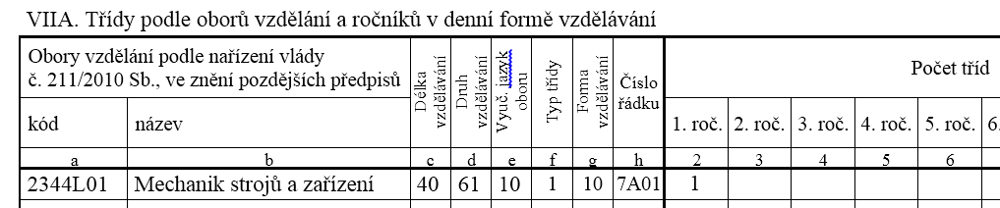 VIIA. Třídy podle oborů vzdělání a ročníků v denní formě vzdělávání
Obory vzdělání podle nařízení vlády
č. 211/2010 Sb., ve znění pozdějších předpisů
Délka
vzdělávání
Druh
vzdělávání
Vyuč. jazyk
oboru
Typ třídy
Forma
vzdělávání
Číslo
řádku
Počet tříd
kód název 1. roč. 2. roč. 3. roč. 4. roč. 5. roč. 6.
a b c d e f g h 2 3 4 5 6
2344L01 Mechanik strojů a zařízení 40 61 10 1 10 7A01 1